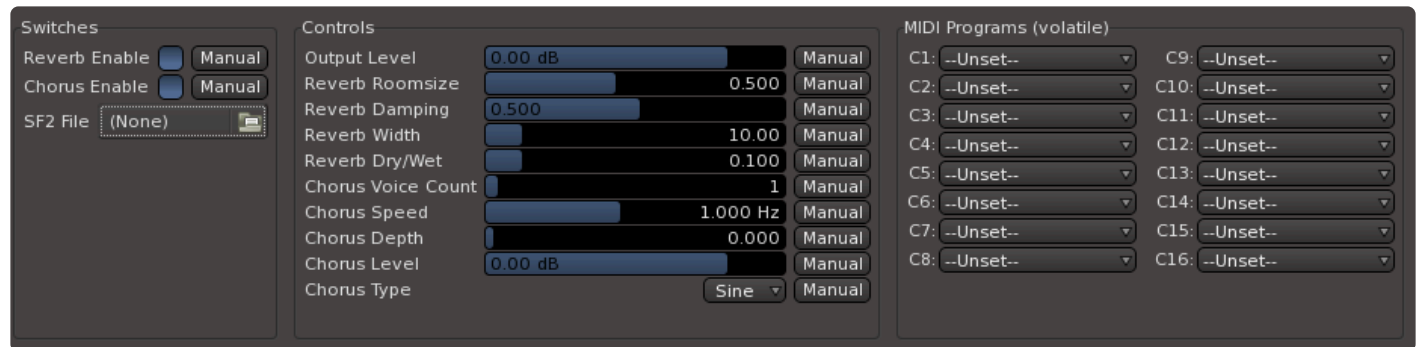 Switches
Reverb Enable Manual
Chorus Enable Manual
SF2 File (None)
Controls
Output Level 0.00 dB Manual
Reverb Roomsize 0.500 Manual
Reverb Damping 0.500 Manual
Reverb Width 10.00 Manual
Reverb Dry/Wet 0.100 Manual
Chorus Voice Count 1 Manual
Chorus Speed 1.000 Hz Manual
Chorus Depth 0.000 Manual
Chorus Level 0.00 dB Manual
Chorus Type Sine Manual
MIDI Programs (volatile)
C1: --Unset-- C9: --Unset--
C2: --Unset-- C10: --Unset--
C3: --Unset-- C11: --Unset--
C4: --Unset-- C12: --Unset--
C5: --Unset-- C13: --Unset--
C6: --Unset-- C14: --Unset--
C7: --Unset-- C15: --Unset--
C8: --Unset-- C16: --Unset--